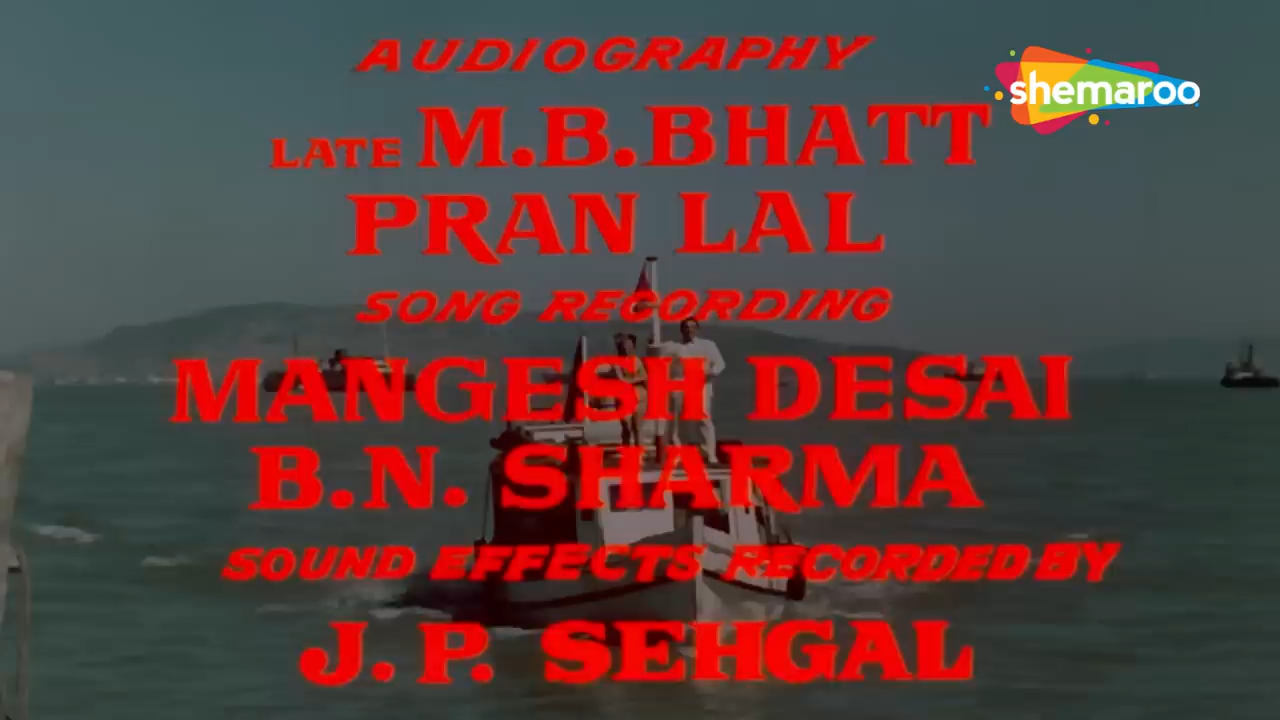 AUDIOGRAPHY
shemaroo
LATE M.B.BHATT
PRAN LAL
SONG RECORDING
MANGESH DESAI
B.N. SHARMA
SOUND EFFECTS RECORDED BY
J.P. SEHGAL